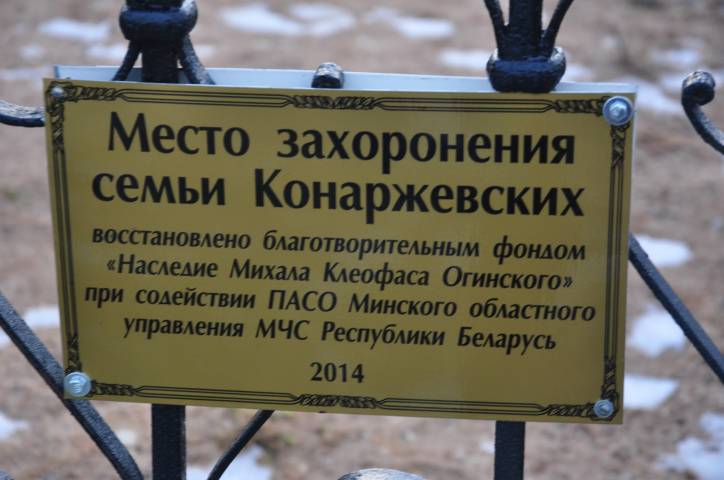 Место захоронения
семьи Конаржевских
восстановлено благотворительным фондом
«Наследие Михала Клеофаса Огинского»
при содействии ПАСО Минского областного
управления МЧС Республики Беларусь
2014